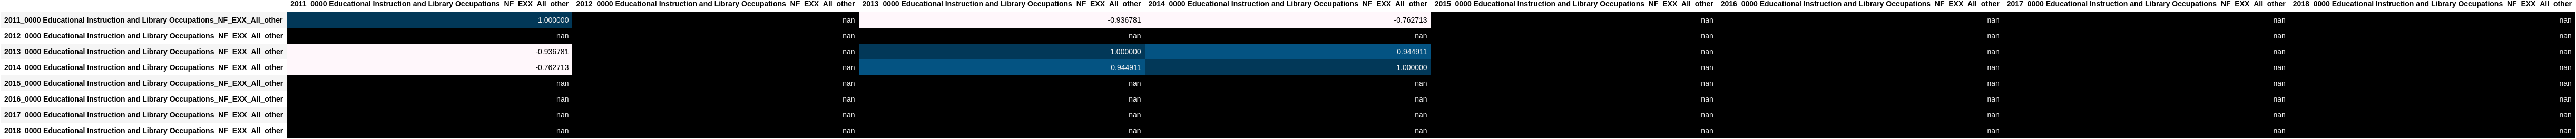 2011_0000 Educational Instruction and Library Occupations_NF_EXX_All_other 2012_0000 Educational Instruction and Library Occupations_NF_EXX_All_other 2013_0000 Educational Instruction and Library Occupations_NF_EXX_All_other 2014_0000 Educational Instruction and Library Occupations_NF_EXX_All_other 2015_0000 Educational Instruction and Library Occupations_NF_EXX_All_other 2016_0000 Educational Instruction and Library Occupations_NF_EXX_All_other 2017_0000 Educational Instruction and Library Occupations_NF_EXX_All_other 2018_0000 Educational Instruction and Library Occupations_NF_EXX_All_other
2011_0000 Educational Instruction and Library Occupations_NF_EXX_All_other 1.000000 nan -0.936781 -0.762713 nan nan nan nan
2012_0000 Educational Instruction and Library Occupations_NF_EXX_All_other nan nan nan nan nan nan nan nan
2013_0000 Educational Instruction and Library Occupations_NF_EXX_All_other -0.936781 nan 1.000000 0.944911 nan nan nan nan
2014_0000 Educational Instruction and Library Occupations_NF_EXX_All_other -0.762713 nan 0.944911 1.000000 nan nan nan nan
2015_0000 Educational Instruction and Library Occupations_NF_EXX_All_other nan nan nan nan nan nan nan nan
2016_0000 Educational Instruction and Library Occupations_NF_EXX_All_other nan nan nan nan nan nan nan nan
2017_0000 Educational Instruction and Library Occupations_NF_EXX_All_other nan nan nan nan nan nan nan nan
2018_0000 Educational Instruction and Library Occupations_NF_EXX_All_other nan nan nan nan nan nan nan nan